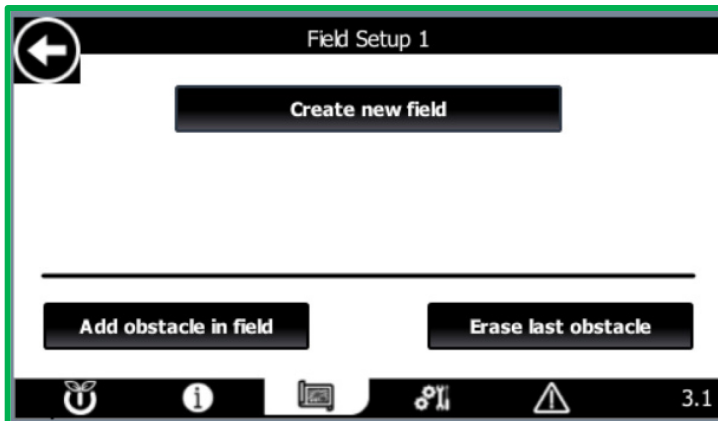 Field Setup 1
Create new field
Add obstacle in field
Erase last obstacle
3.1